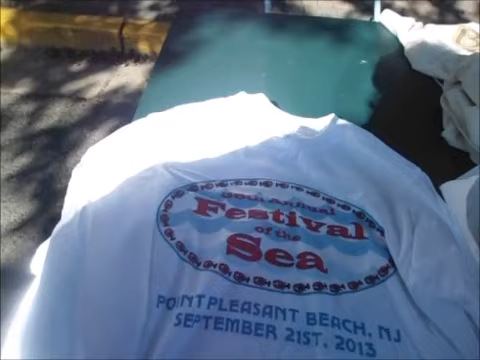 Annual
Festival
of the
Sea
POINT PLEASANT BEACH, NJ
SEPTEMBER 21ST, 2013